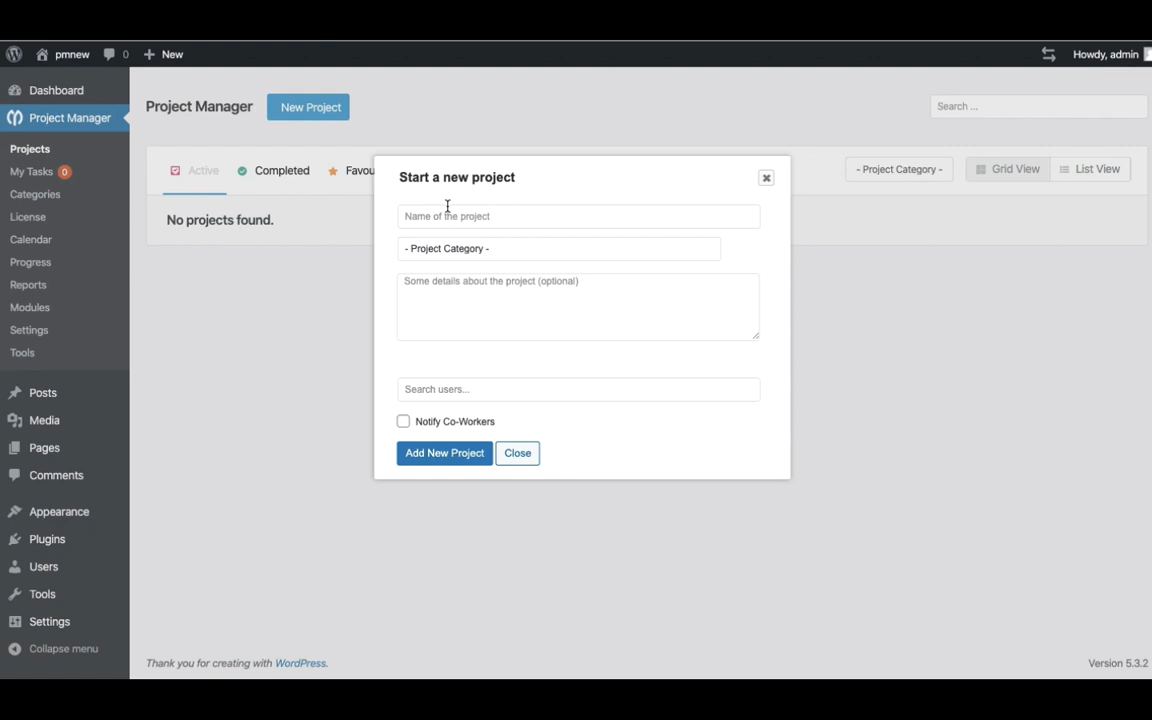 pmnew 0 New Howdy, admin
Dashboard
Project Manager
Projects
My Tasks 0
Categories
License
Calendar
Progress
Reports
Modules
Settings
Tools
Posts
Media
Pages
Comments
Appearance
Plugins
Users
Tools
Settings
Collapse menu
Project Manager New Project Search ...
Active Completed Favou - Project Category - Grid View List View
No projects found.
Start a new project
Name of the project
- Project Category -
Some details about the project (optional)
Search users...
Notify Co-Workers
Add New Project Close
Thank you for creating with WordPress. Version 5.3.2